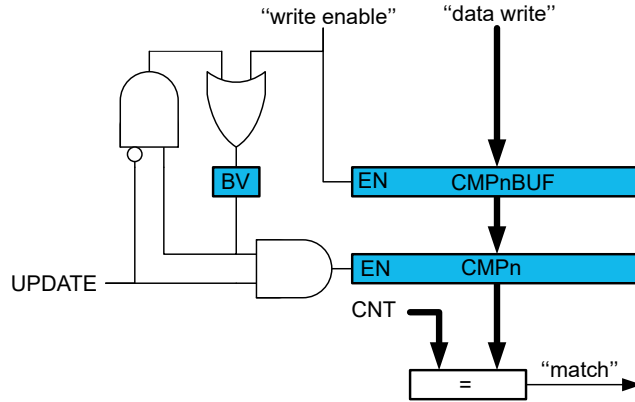 “write enable” “data write”
BV
EN CMPnBUF
EN CMPn
UPDATE
CNT
“match”
=